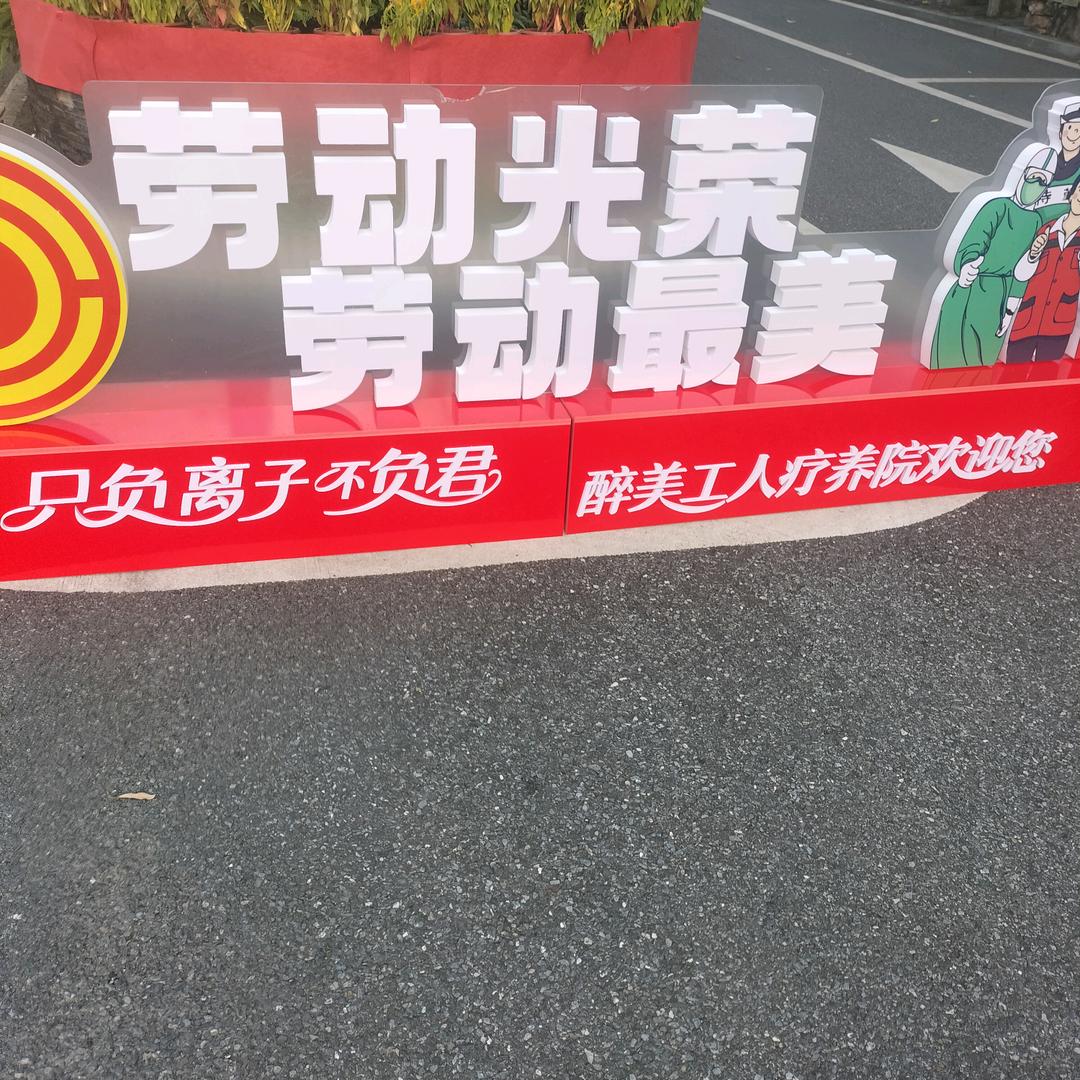 劳动光荣
劳动最美
只负离子不负君
醉美工人疗养院欢迎您